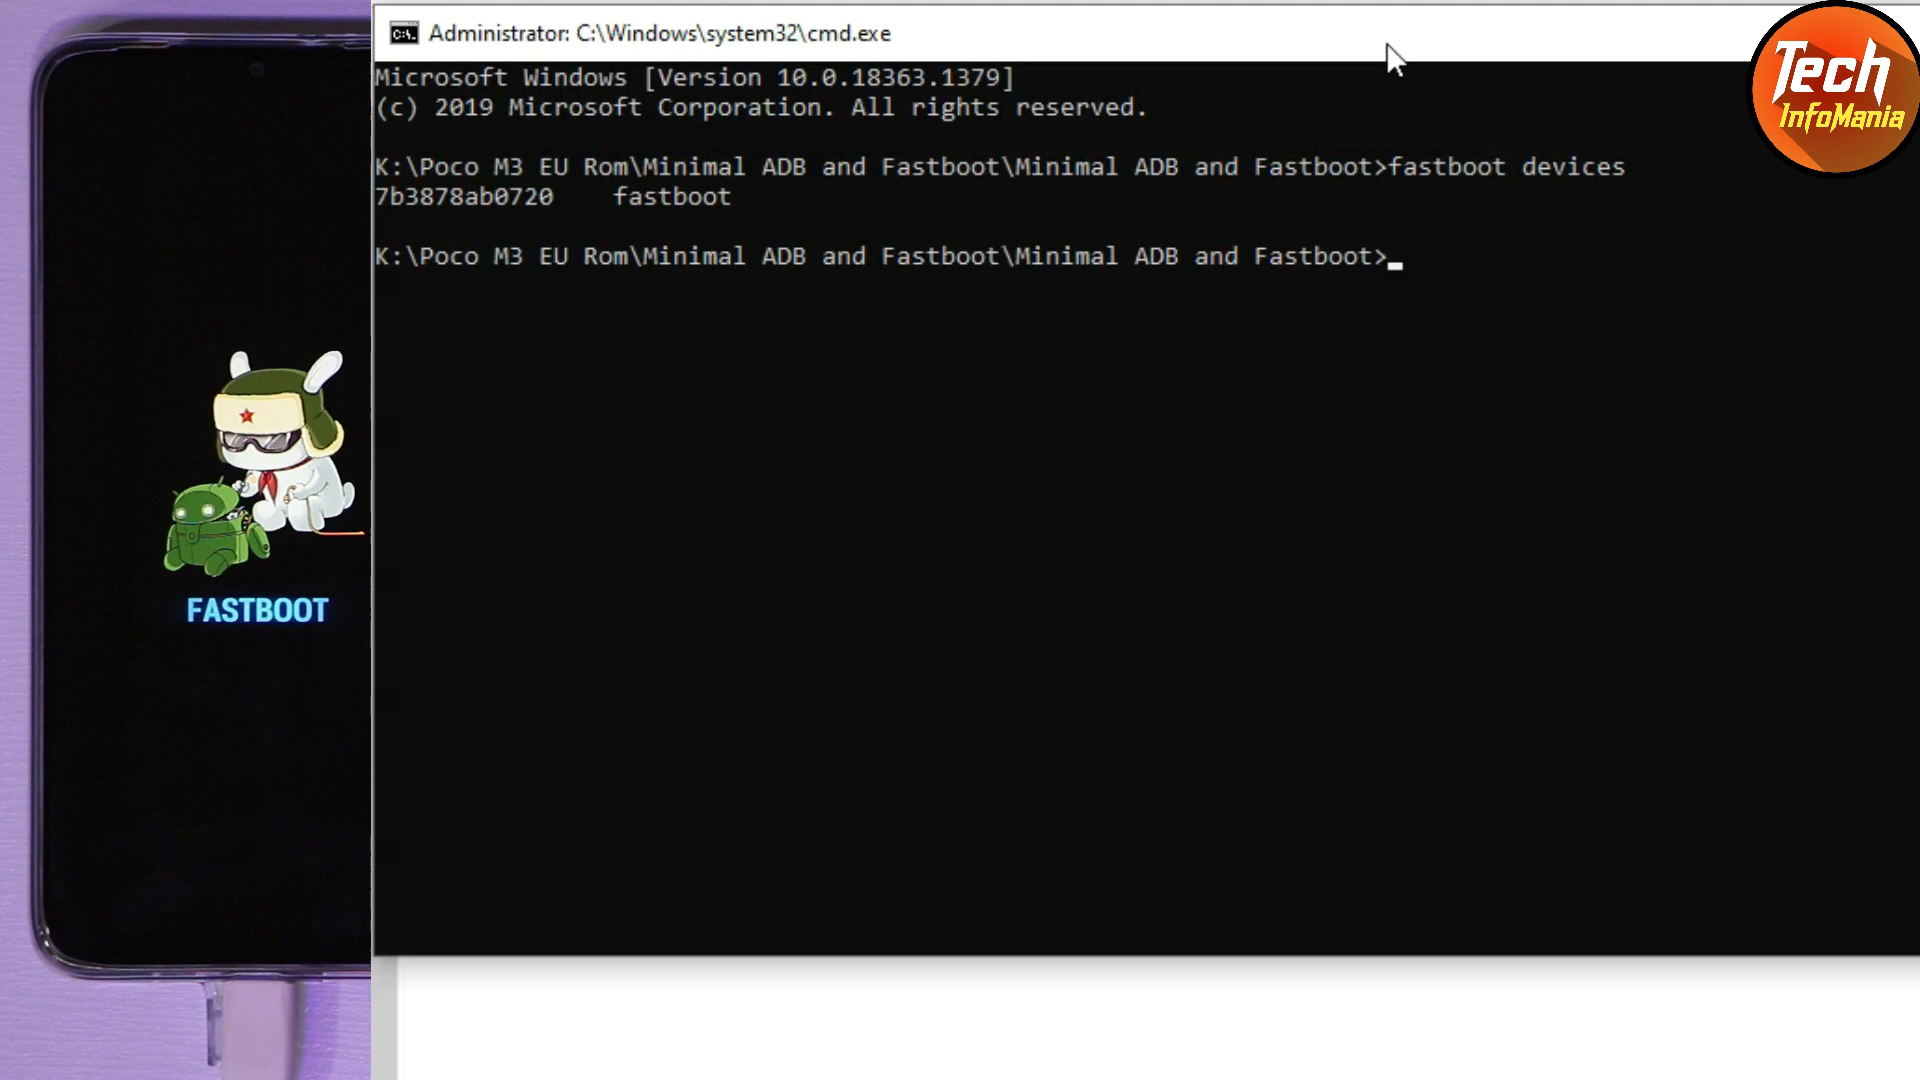 Administrator: C:\Windows\system32\cmd.exe
Tech
InfoMania
Microsoft Windows [Version 10.0.18363.1379]
(c) 2019 Microsoft Corporation. All rights reserved.
K:\Poco M3 EU Rom\Minimal ADB and Fastboot\Minimal ADB and Fastboot>fastboot devices
7b3878ab0720    fastboot
K:\Poco M3 EU Rom\Minimal ADB and Fastboot\Minimal ADB and Fastboot>
FASTBOOT